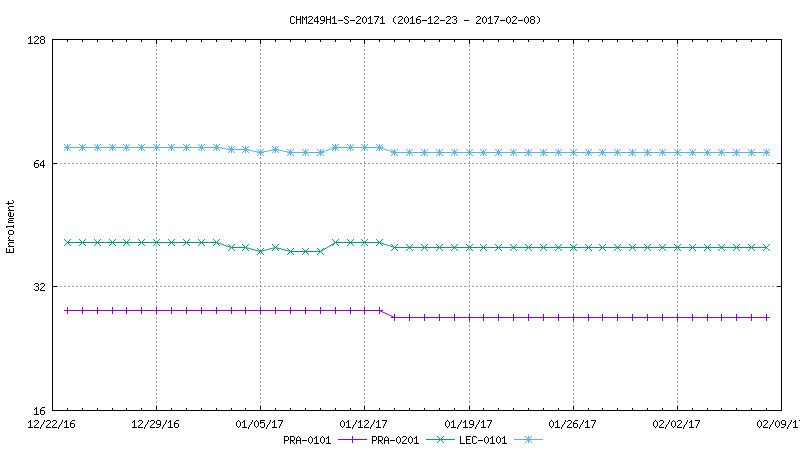 CHM249H1-S-20171 (2016-12-23 - 2017-02-08)
128
64
Enrolment
32
16
12/22/16 12/29/16 01/05/17 01/12/17 01/19/17 01/26/17 02/02/17 02/09/17
PRA-0101 PRA-0201 LEC-0101